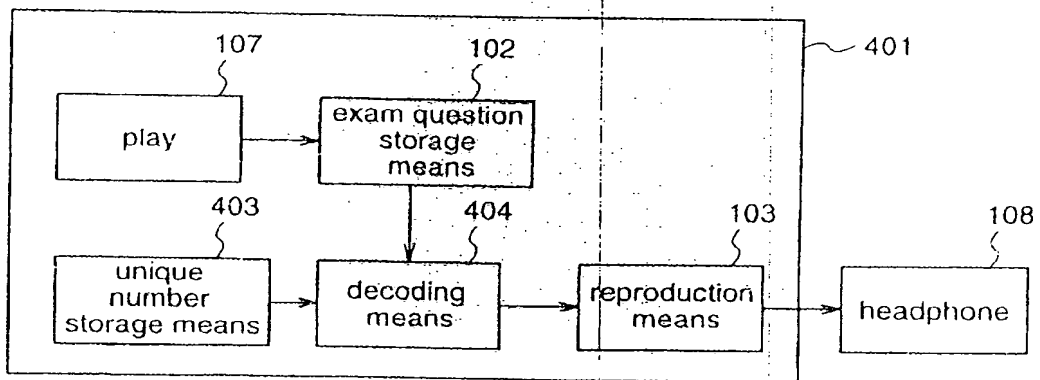 401
107
102
play
exam question
storage
means
403
404
103
108
unique
number
storage means
decoding
means
reproduction
means
headphone